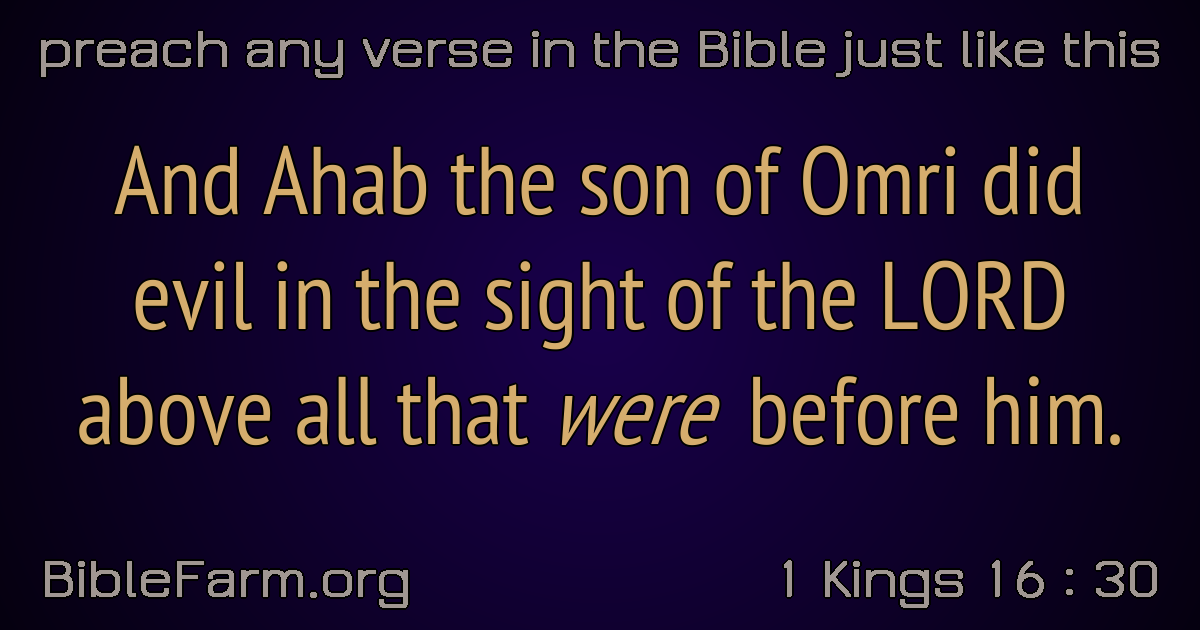 preach any verse in the Bible just like this
And Ahab the son of Omri did
evil in the sight of the LORD
above all that were before him.
BibleFarm.org
1 Kings 16 : 30